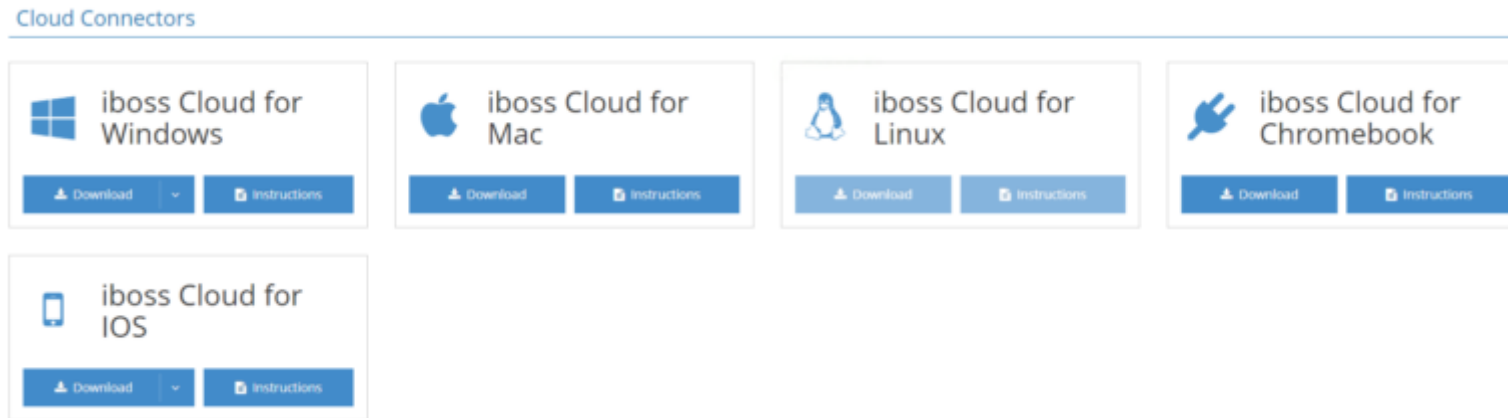 Cloud Connectors
iboss Cloud for
Windows
Download
Instructions
iboss Cloud for
Mac
Download
Instructions
iboss Cloud for
Linux
Download
Instructions
iboss Cloud for
Chromebook
Download
Instructions
iboss Cloud for
IOS
Download
Instructions